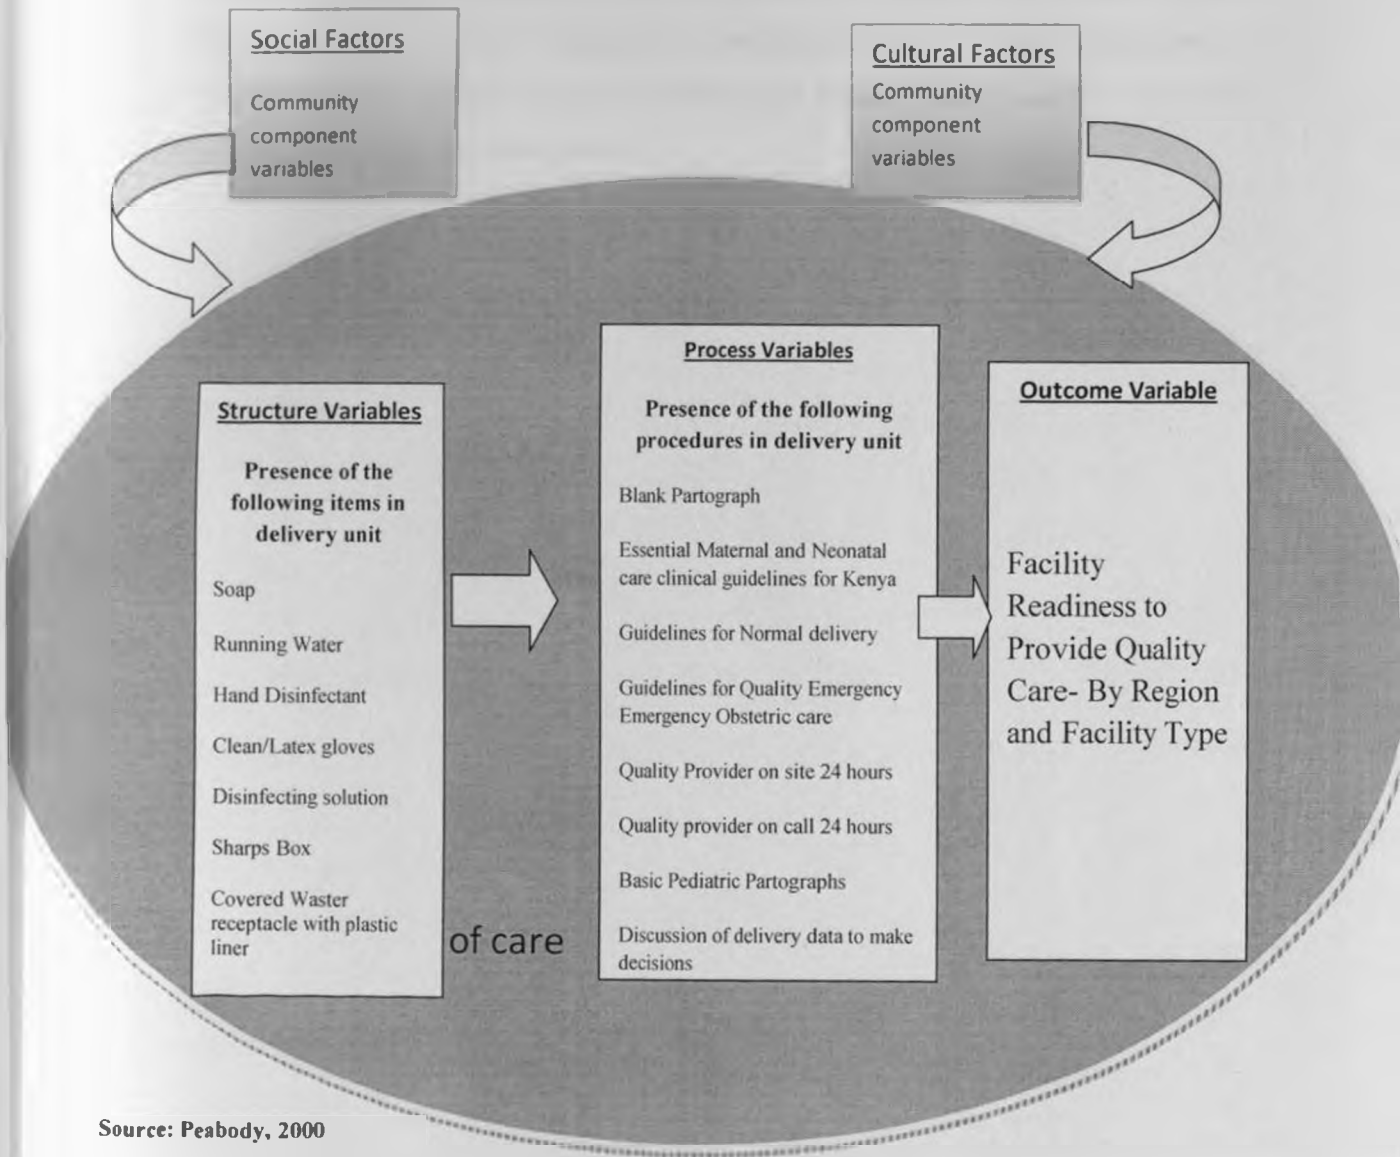 Social Factors
Community
component
variables
Cultural Factors
Community
component
variables
Structure Variables
Presence of the
following items in
delivery unit
Soap
Running Water
Hand Disinfectant
Clean/Latex gloves
Disinfecting solution
Sharps Box
Covered Waster
receptacle with plastic
liner
of care
Process Variables
Presence of the following
procedures in delivery unit
Blank Partograph
Essential Maternal and Neonatal
care clinical guidelines for Kenya
Guidelines for Normal delivery
Guidelines for Quality Emergency
Emergency Obstetric care
Quality Provider on site 24 hours
Quality provider on call 24 hours
Basic Pediatric Partographs
Discussion of delivery data to make
decisions
Outcome Variable
Facility
Readiness to
Provide Quality
Care- By Region
and Facility Type
Source: Peabody, 2000